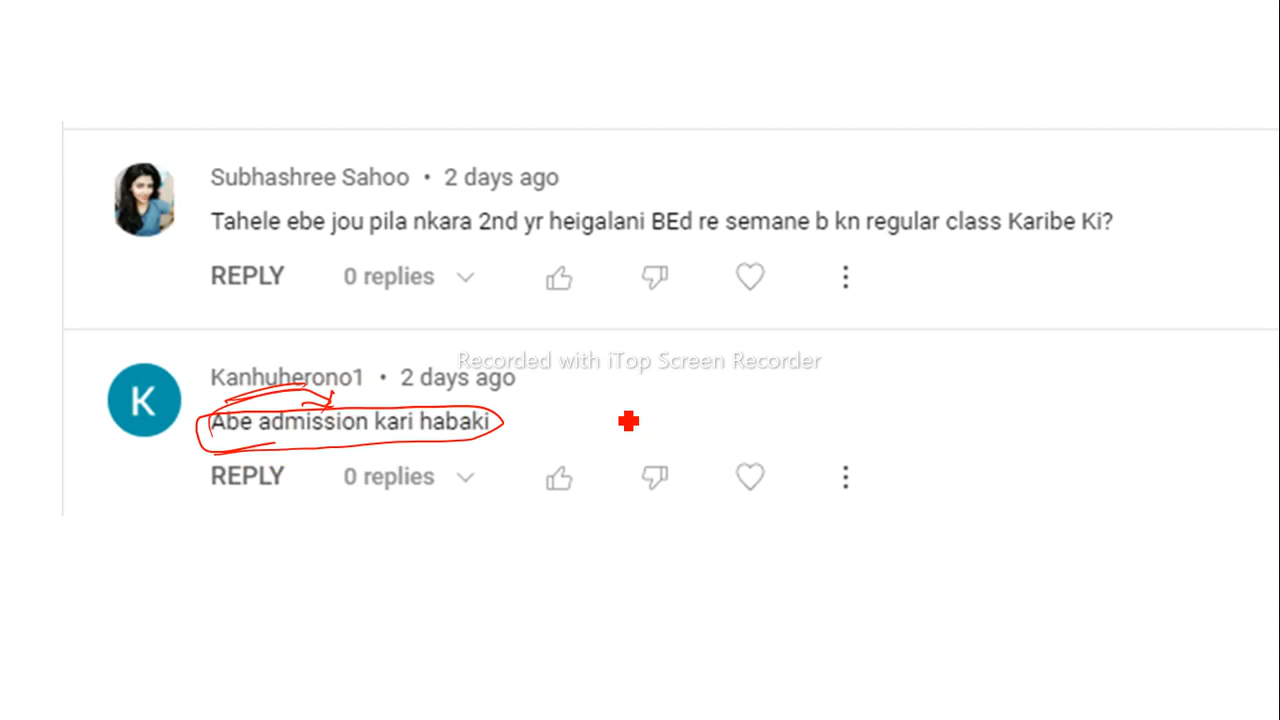 Subhashree Sahoo • 2 days ago
Tahele ebe jou pila nkara 2nd yr heigalani BEd re semane b kn regular class Karibe Ki?
REPLY 0 replies
Recorded with iTop Screen Recorder
K
Kanhuherono1 • 2 days ago
Abe admission kari habaki
REPLY 0 replies